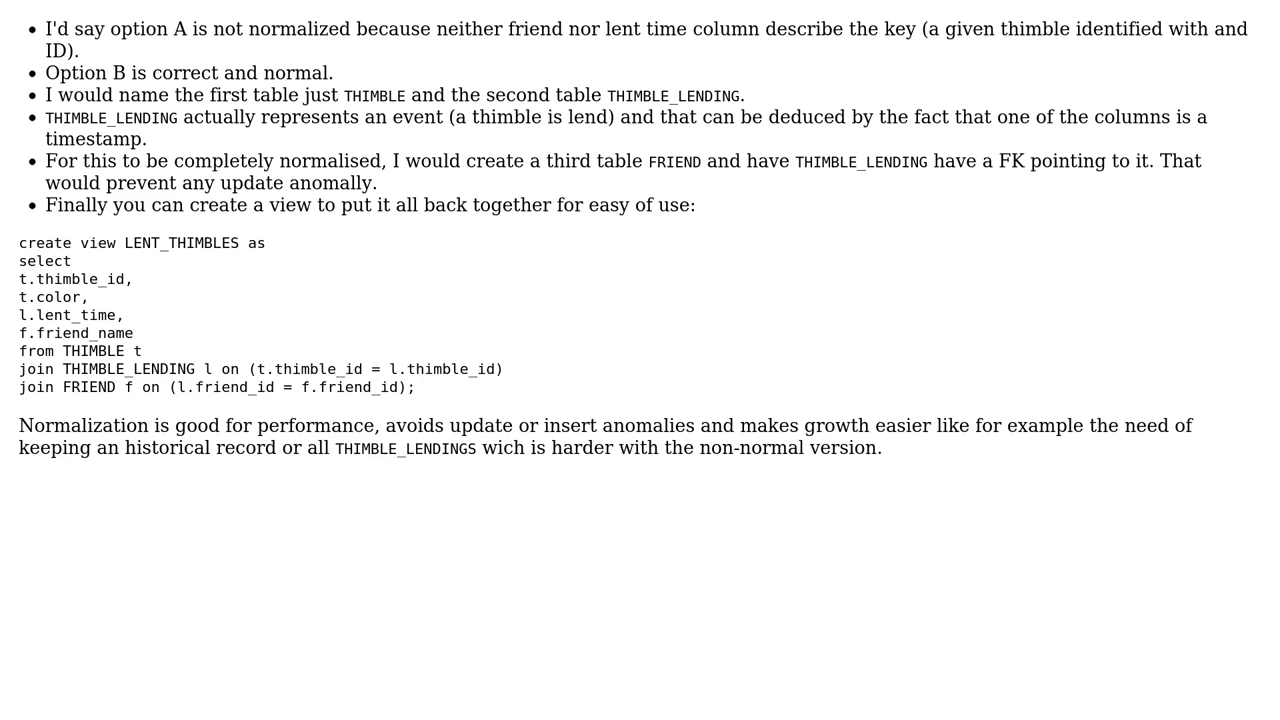 I'd say option A is not normalized because neither friend nor lent time column describe the key (a given thimble identified with and
ID).
Option B is correct and normal.
I would name the first table just THIMBLE and the second table THIMBLE_LENDING.
THIMBLE_LENDING actually represents an event (a thimble is lend) and that can be deduced by the fact that one of the columns is a
timestamp.
For this to be completely normalised, I would create a third table FRIEND and have THIMBLE_LENDING have a FK pointing to it. That
would prevent any update anomally.
Finally you can create a view to put it all back together for easy of use:
create view LENT_THIMBLES as
select
t.thimble_id,
t.color,
l.lent_time,
f.friend_name
from THIMBLE t
join THIMBLE_LENDING l on (t.thimble_id = l.thimble_id)
join FRIEND f on (l.friend_id = f.friend_id);
Normalization is good for performance, avoids update or insert anomalies and makes growth easier like for example the need of
keeping an historical record or all THIMBLE_LENDINGS wich is harder with the non-normal version.